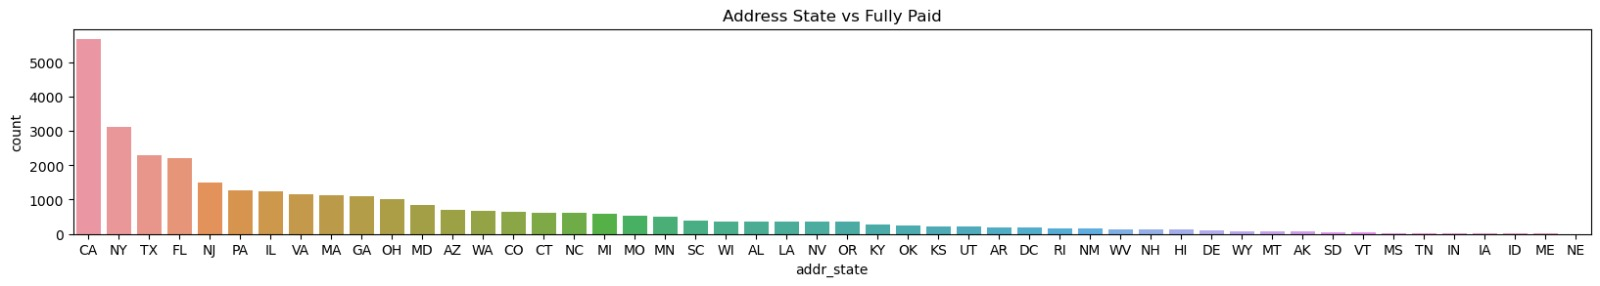 Address State vs Fully Paid
5000
4000
3000
2000
1000
0
count
CA NY TX FL NJ PA IL VA MA GA OH MD AZ WA CO CT NC MI MO MN SC WI AL LA NV OR KY OK KS UT AR DC RI NM WV NH HI DE WY MT AK SD VT MS TN IN IA ID ME NE
addr_state